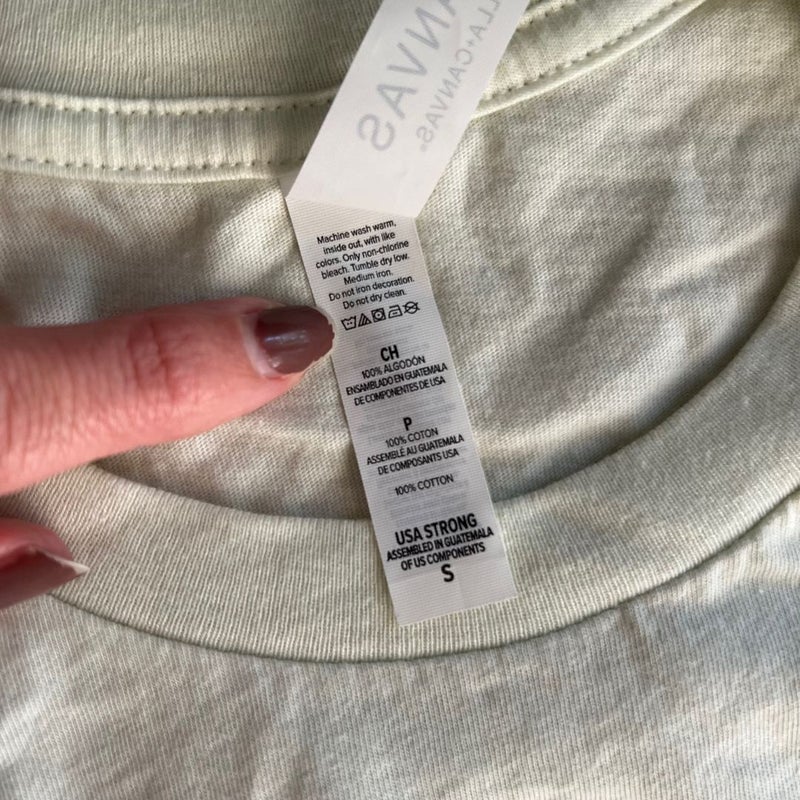 CANVAS
LLA+CANVAS®
Machine wash warm,
inside out, with like
colors. Only non-chlorine
bleach. Tumble dry low.
Medium iron.
Do not iron decoration.
Do not dry clean.
CH
100% ALGODÓN
ENSAMBLADO EN GUATEMALA
DE COMPONENTES DE USA
P
100% COTON
ASSEMBLÉ AU GUATEMALA
DE COMPOSANTS USA
100% COTTON
USA STRONG
ASSEMBLED IN GUATEMALA
OF US COMPONENTS
S